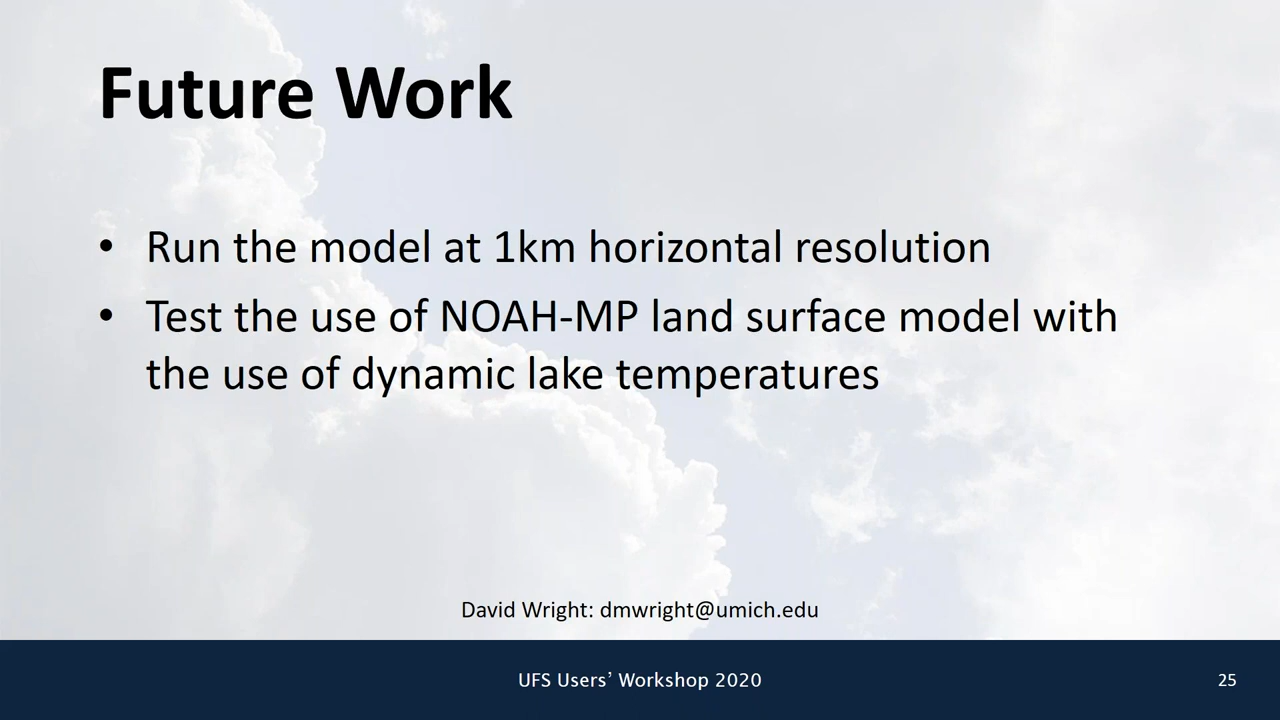 Future Work
• Run the model at 1km horizontal resolution
• Test the use of NOAH-MP land surface model with
the use of dynamic lake temperatures
David Wright: dmwright@umich.edu
UFS Users’ Workshop 2020
25